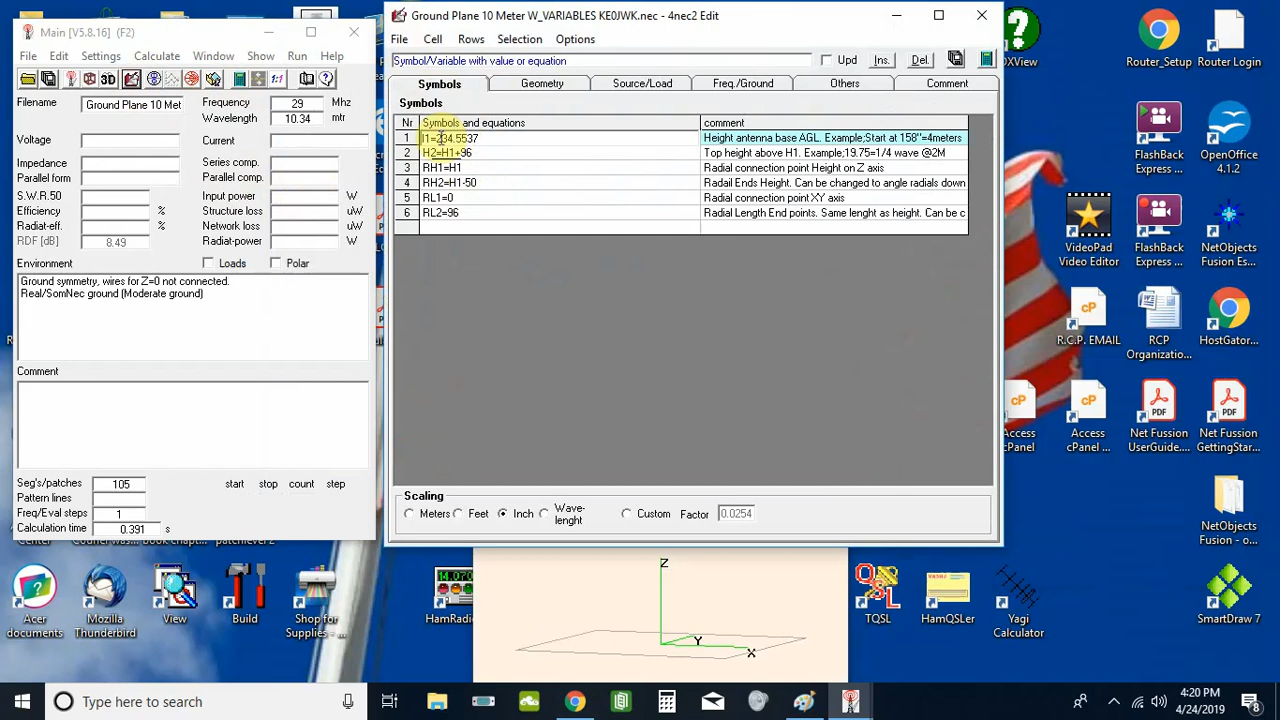 Main [V5.8.16] (F2)
File Edit Settings Calculate Window Show Run Help
3D
1:1
Filename Ground Plane 10 Met
Frequency 29 Mhz
Wavelength 10.34 mtr
Voltage
Current
Impedance
Series comp.
Parallel form
Parallel comp.
S.W.R.50
Input power W
Efficiency %
Structure loss uW
Radiat-eff. %
Network loss uW
RDF [dB] 8.49
Radiat-power W
Environment
Loads Polar
Ground symmetry, wires for Z=0 not connected.
Real/SomNec ground (Moderate ground)
Comment
Seg's/patches 105
start stop count step
Pattern lines
Freq/Eval steps 1
Calculation time 0.391 s
Ground Plane 10 Meter W_VARIABLES KE0JWK.nec - 4nec2 Edit
File Cell Rows Selection Options
Symbol/Variable with value or equation
Upd Ins. Del.
Symbols Geometry Source/Load Freq./Ground Others Comment
Symbols
Nr Symbols and equations comment
1 =234.5537 Height antenna base AGL. Example;Start at 158"=4meters
2 H2=H1+96 Top height above H1. Example;19.75=1/4 wave @2M
3 RH1=H1 Radial connection point Height on Z axis
4 RH2=H1-50 Radail Ends Height. Can be changed to angle radials down
5 RL1=0 Radial connection point XY axis
6 RL2=96 Radial Length End points. Same lenght as height. Can be c
Scaling
Meters Feet Inch Wave-
lenght
Custom Factor 0.0254
Z
Y
X
DXView
Router_Setup
Router Login
FlashBack
Express ...
OpenOffice
4.1.2
VideoPad
Video Editor
FlashBack
Express ...
NetObjects
Fusion Es...
R.C.P. EMAIL
RCP
Organizatio...
HostGator...
Access
cPanel
Access
cPanel ...
Net Fussion
UserGuide....
Net Fussion
GettingStar...
NetObjects
Fusion - o...
Acer
documents
Mozilla
Thunderbird
View
Build
Shop for
Supplies - ...
14.070
HamRadi
TQSL
HamQSLer
Yagi
Calculator
SmartDraw 7
Type here to search
4:20 PM
4/24/2019
8